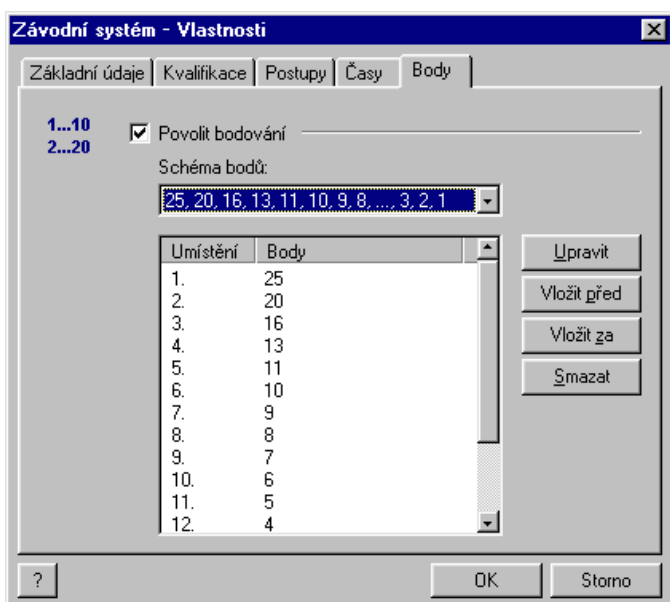 Závodní systém - Vlastnosti
Základní údaje Kvalifikace Postupy Časy Body
1...10
2...20
Povolit bodování
Schéma bodů:
25, 20, 16, 13, 11, 10, 9, 8, ..., 3, 2, 1
Umístění Body
1. 25
2. 20
3. 16
4. 13
5. 11
6. 10
7. 9
8. 8
9. 7
10. 6
11. 5
12. 4
Upravit
Vložit před
Vložit za
Smazat
? OK Storno